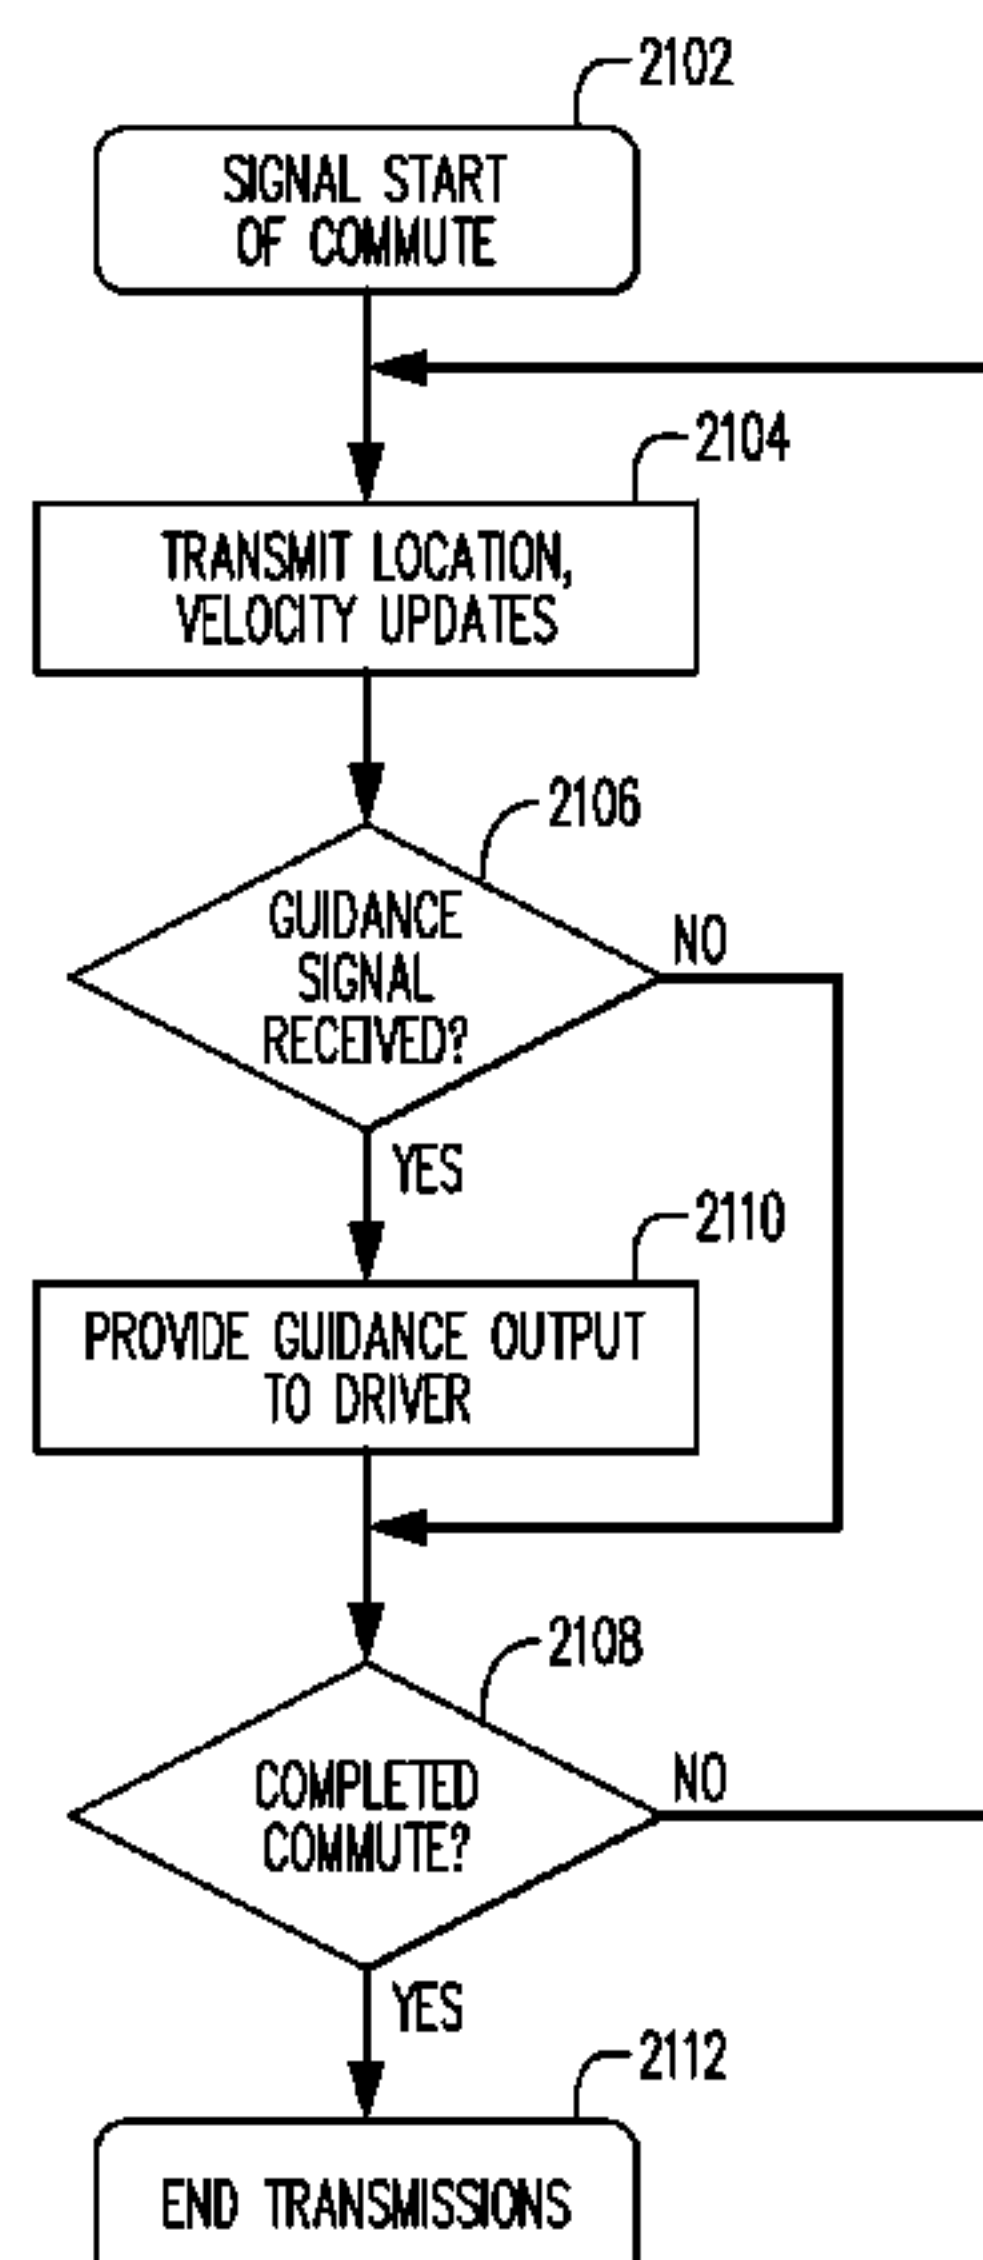 2102
SIGNAL START
OF COMMUTE
2104
TRANSMIT LOCATION,
VELOCITY UPDATES
2106
GUIDANCE
SIGNAL
RECEIVED?
NO
YES
2110
PROVIDE GUIDANCE OUTPUT
TO DRIVER
2108
COMPLETED
COMMUTE?
NO
YES
2112
END TRANSMISSIONS